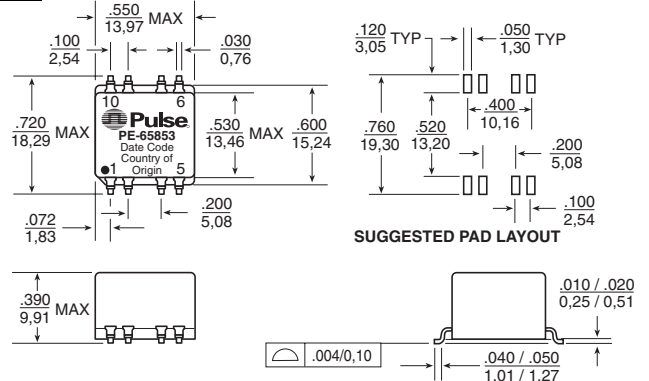 .550
13,97 MAX
.100
2,54
.030
0,76
10 6
Pulse
PE-65853
Date Code
Country of
Origin
1 5
.720
18,29 MAX
.530
13,46 MAX
.600
15,24
.072
1,83
.200
5,08
.120
3,05 TYP
.050
1,30 TYP
.400
10,16
.760
19,30
.520
13,20
.200
5,08
.100
2,54
SUGGESTED PAD LAYOUT
.390
9,91 MAX
.004/0,10
.010 / .020
0,25 / 0,51
.040 / .050
1,01 / 1,27